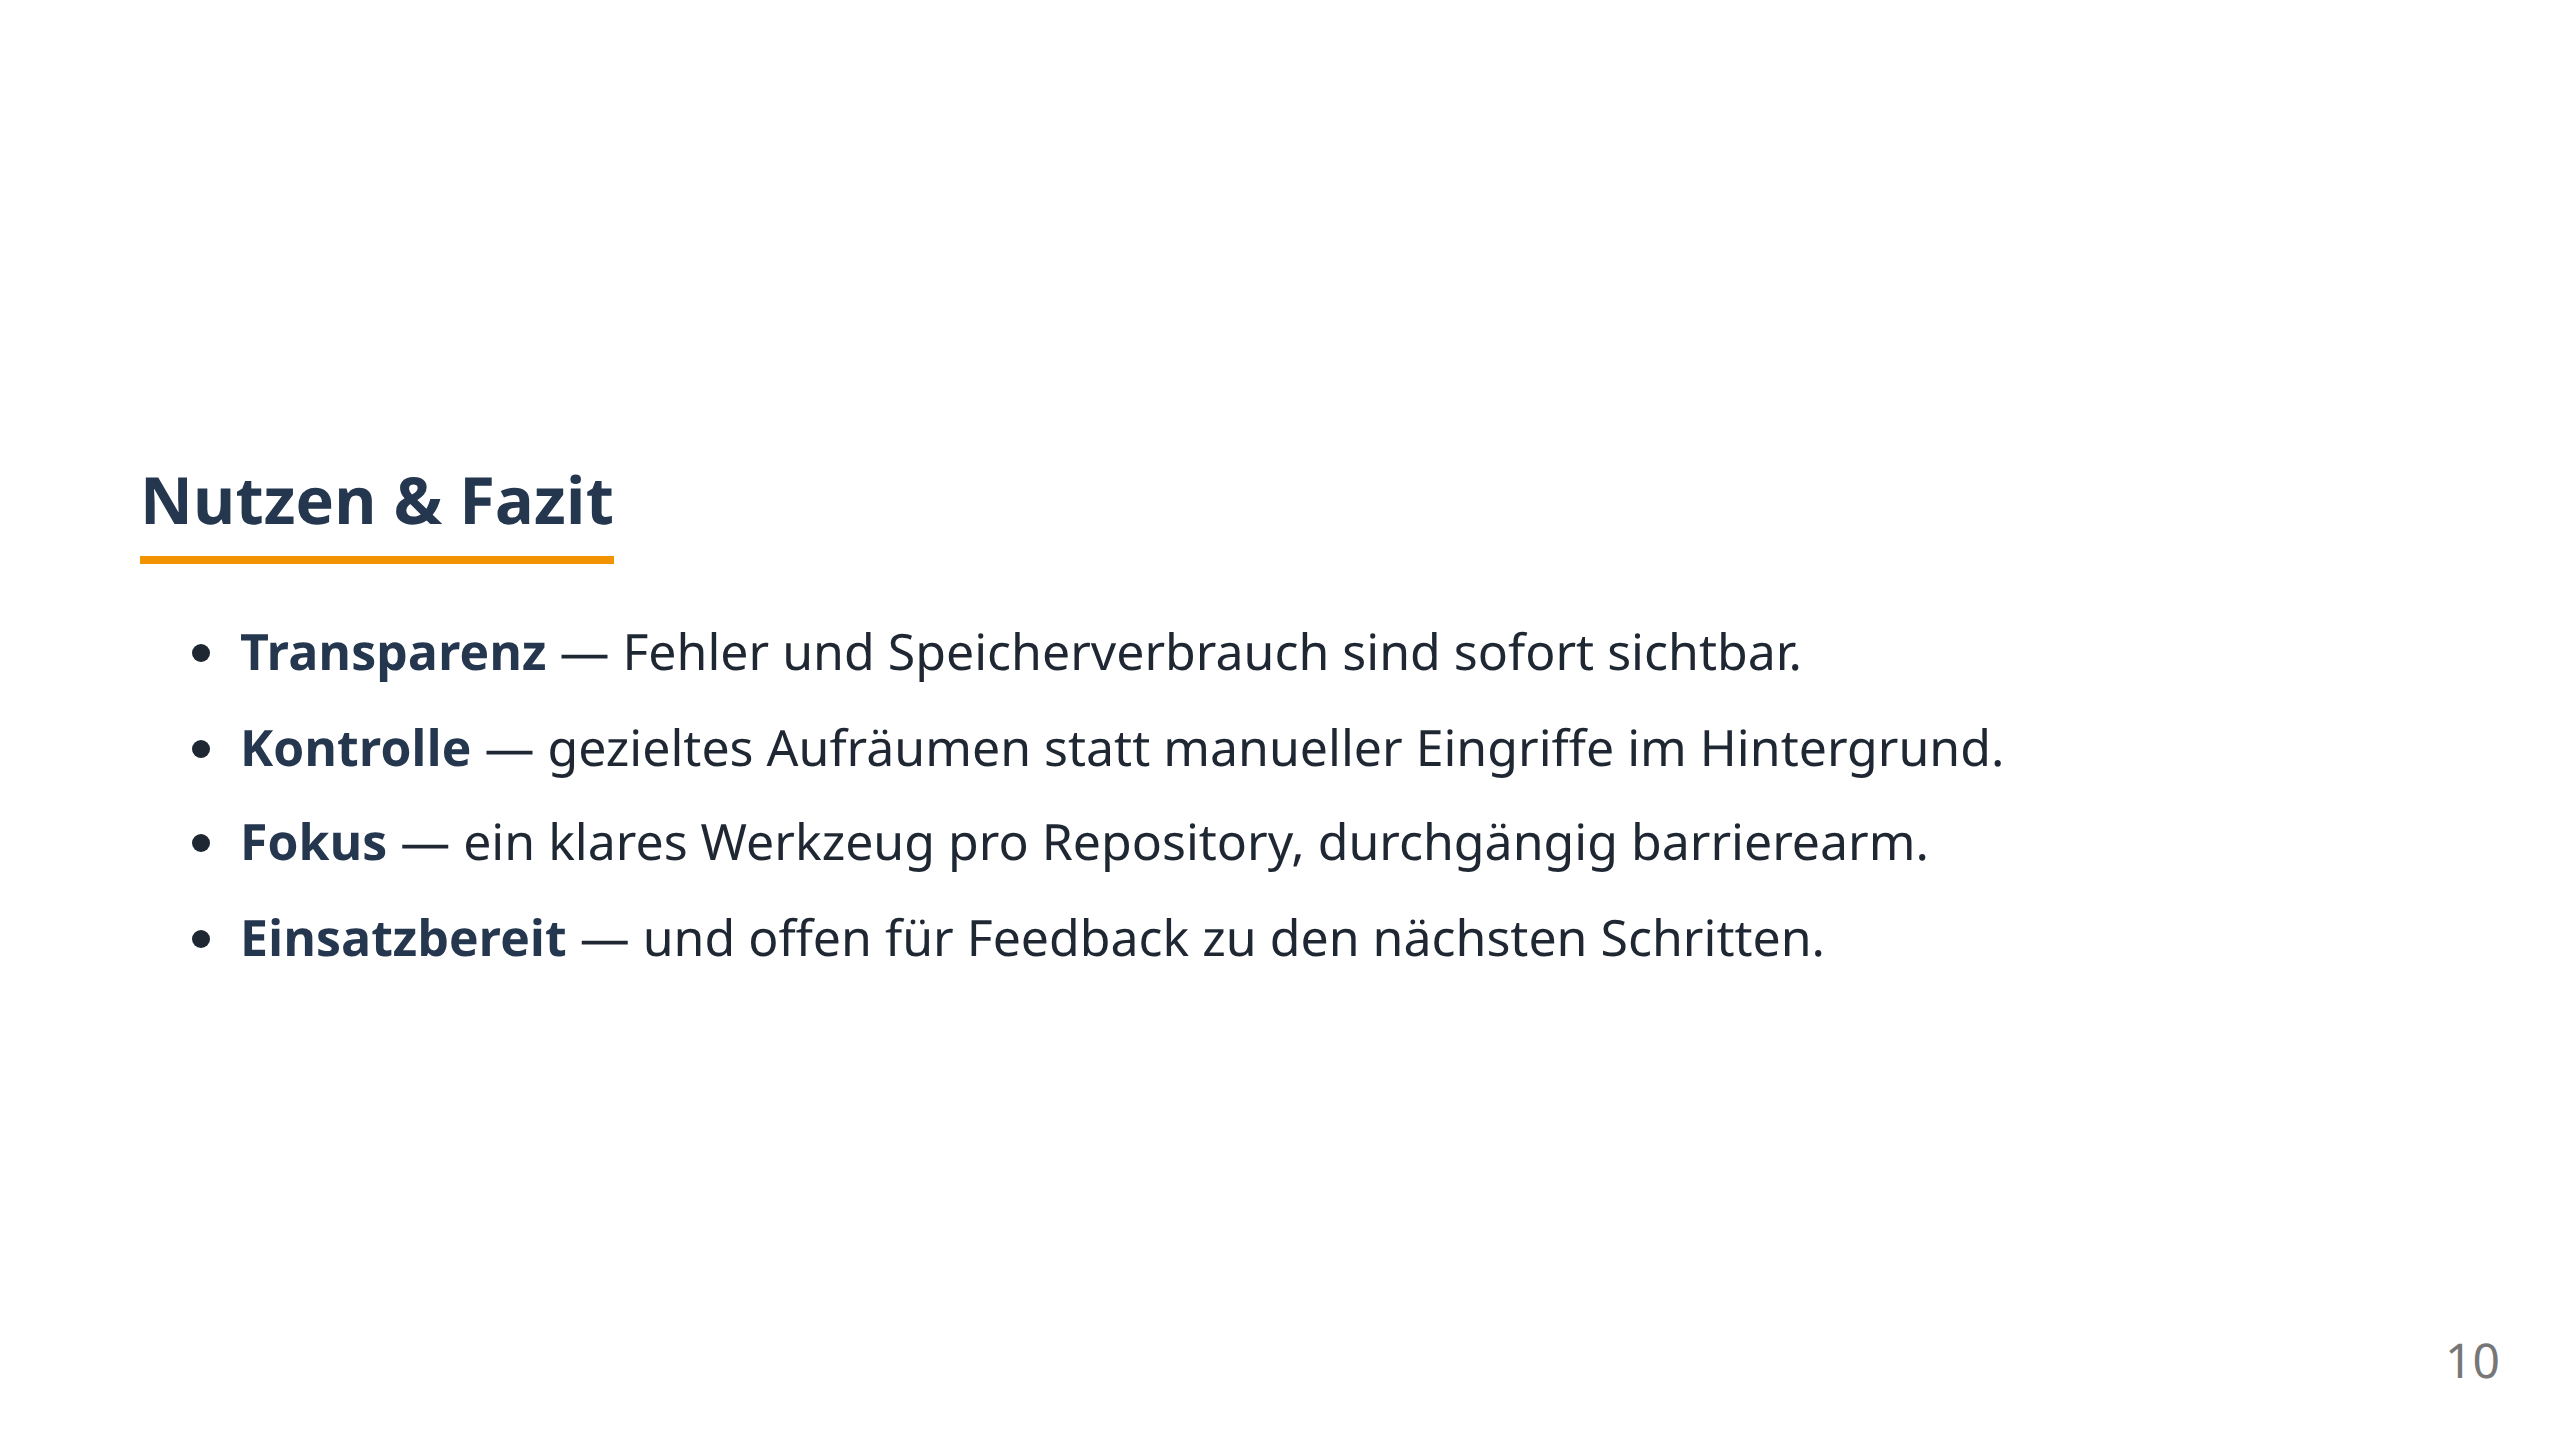 Nutzen & Fazit
• Transparenz — Fehler und Speicherverbrauch sind sofort sichtbar.
• Kontrolle — gezieltes Aufräumen statt manueller Eingriffe im Hintergrund.
• Fokus — ein klares Werkzeug pro Repository, durchgängig barrierearm.
• Einsatzbereit — und offen für Feedback zu den nächsten Schritten.
10